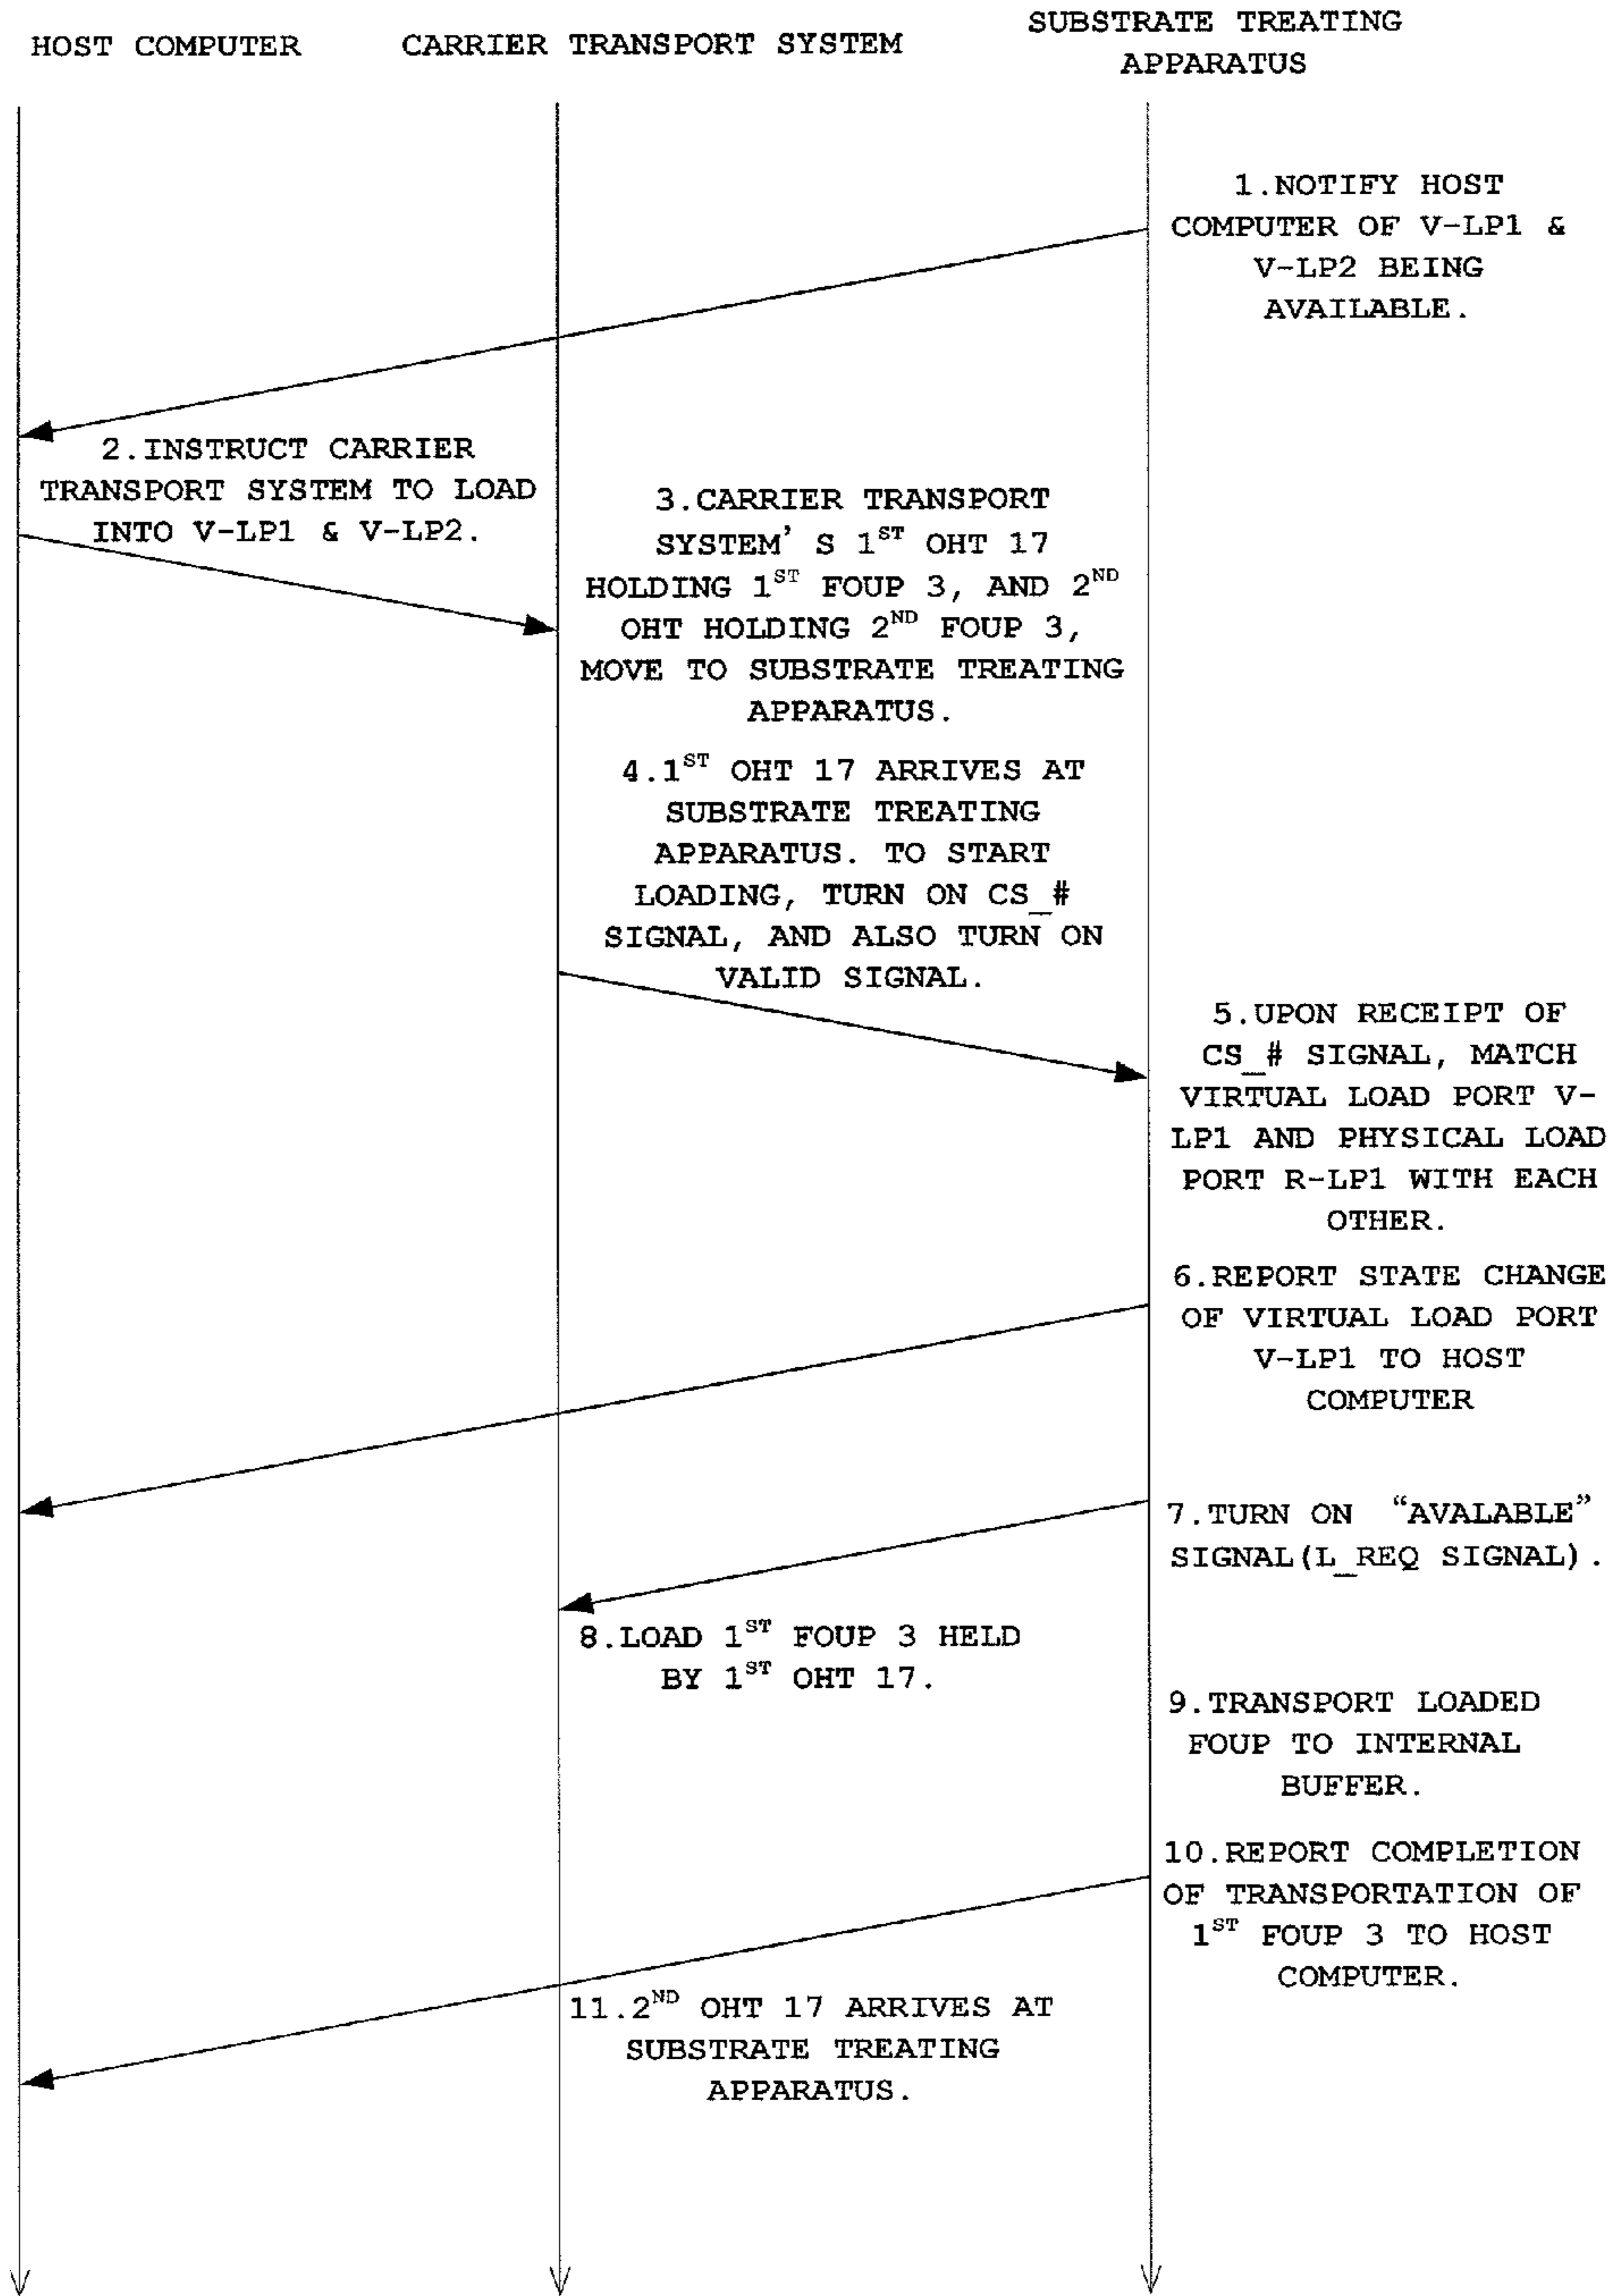 HOST COMPUTER
CARRIER TRANSPORT SYSTEM
SUBSTRATE TREATING
APPARATUS
1.NOTIFY HOST
COMPUTER OF V-LP1 &
V-LP2 BEING
AVAILABLE.
2.INSTRUCT CARRIER
TRANSPORT SYSTEM TO LOAD
INTO V-LP1 & V-LP2.
3.CARRIER TRANSPORT
SYSTEM' S 1ST OHT 17
HOLDING 1ST FOUP 3, AND 2ND
OHT HOLDING 2ND FOUP 3,
MOVE TO SUBSTRATE TREATING
APPARATUS.
4.1ST OHT 17 ARRIVES AT
SUBSTRATE TREATING
APPARATUS. TO START
LOADING, TURN ON CS_#
SIGNAL, AND ALSO TURN ON
VALID SIGNAL.
5.UPON RECEIPT OF
CS_# SIGNAL, MATCH
VIRTUAL LOAD PORT V-
LP1 AND PHYSICAL LOAD
PORT R-LP1 WITH EACH
OTHER.
6.REPORT STATE CHANGE
OF VIRTUAL LOAD PORT
V-LP1 TO HOST
COMPUTER
7.TURN ON “AVALABLE”
SIGNAL(L_REQ SIGNAL).
8.LOAD 1ST FOUP 3 HELD
BY 1ST OHT 17.
9.TRANSPORT LOADED
FOUP TO INTERNAL
BUFFER.
10.REPORT COMPLETION
OF TRANSPORTATION OF
1ST FOUP 3 TO HOST
COMPUTER.
11.2ND OHT 17 ARRIVES AT
SUBSTRATE TREATING
APPARATUS.